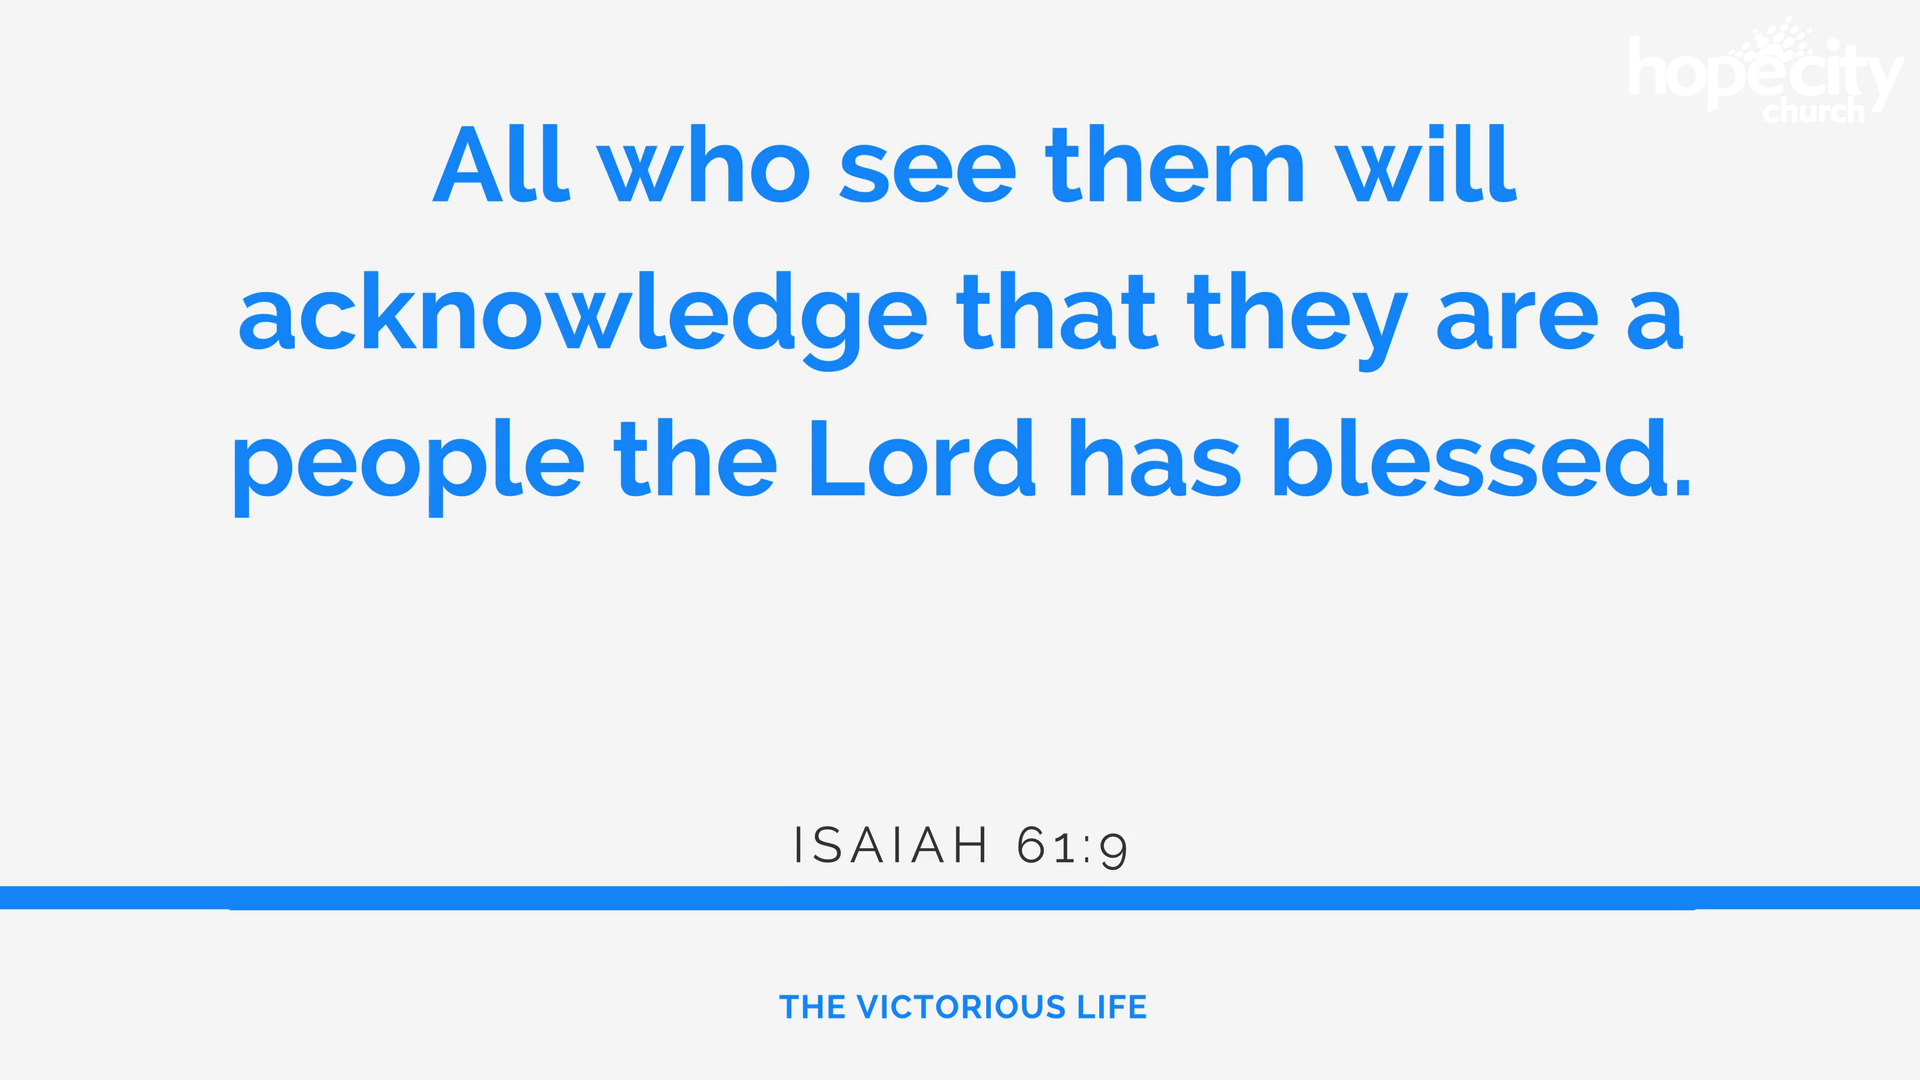 hopecity
church
All who see them will
acknowledge that they are a
people the Lord has blessed.
ISAIAH 61:9
THE VICTORIOUS LIFE